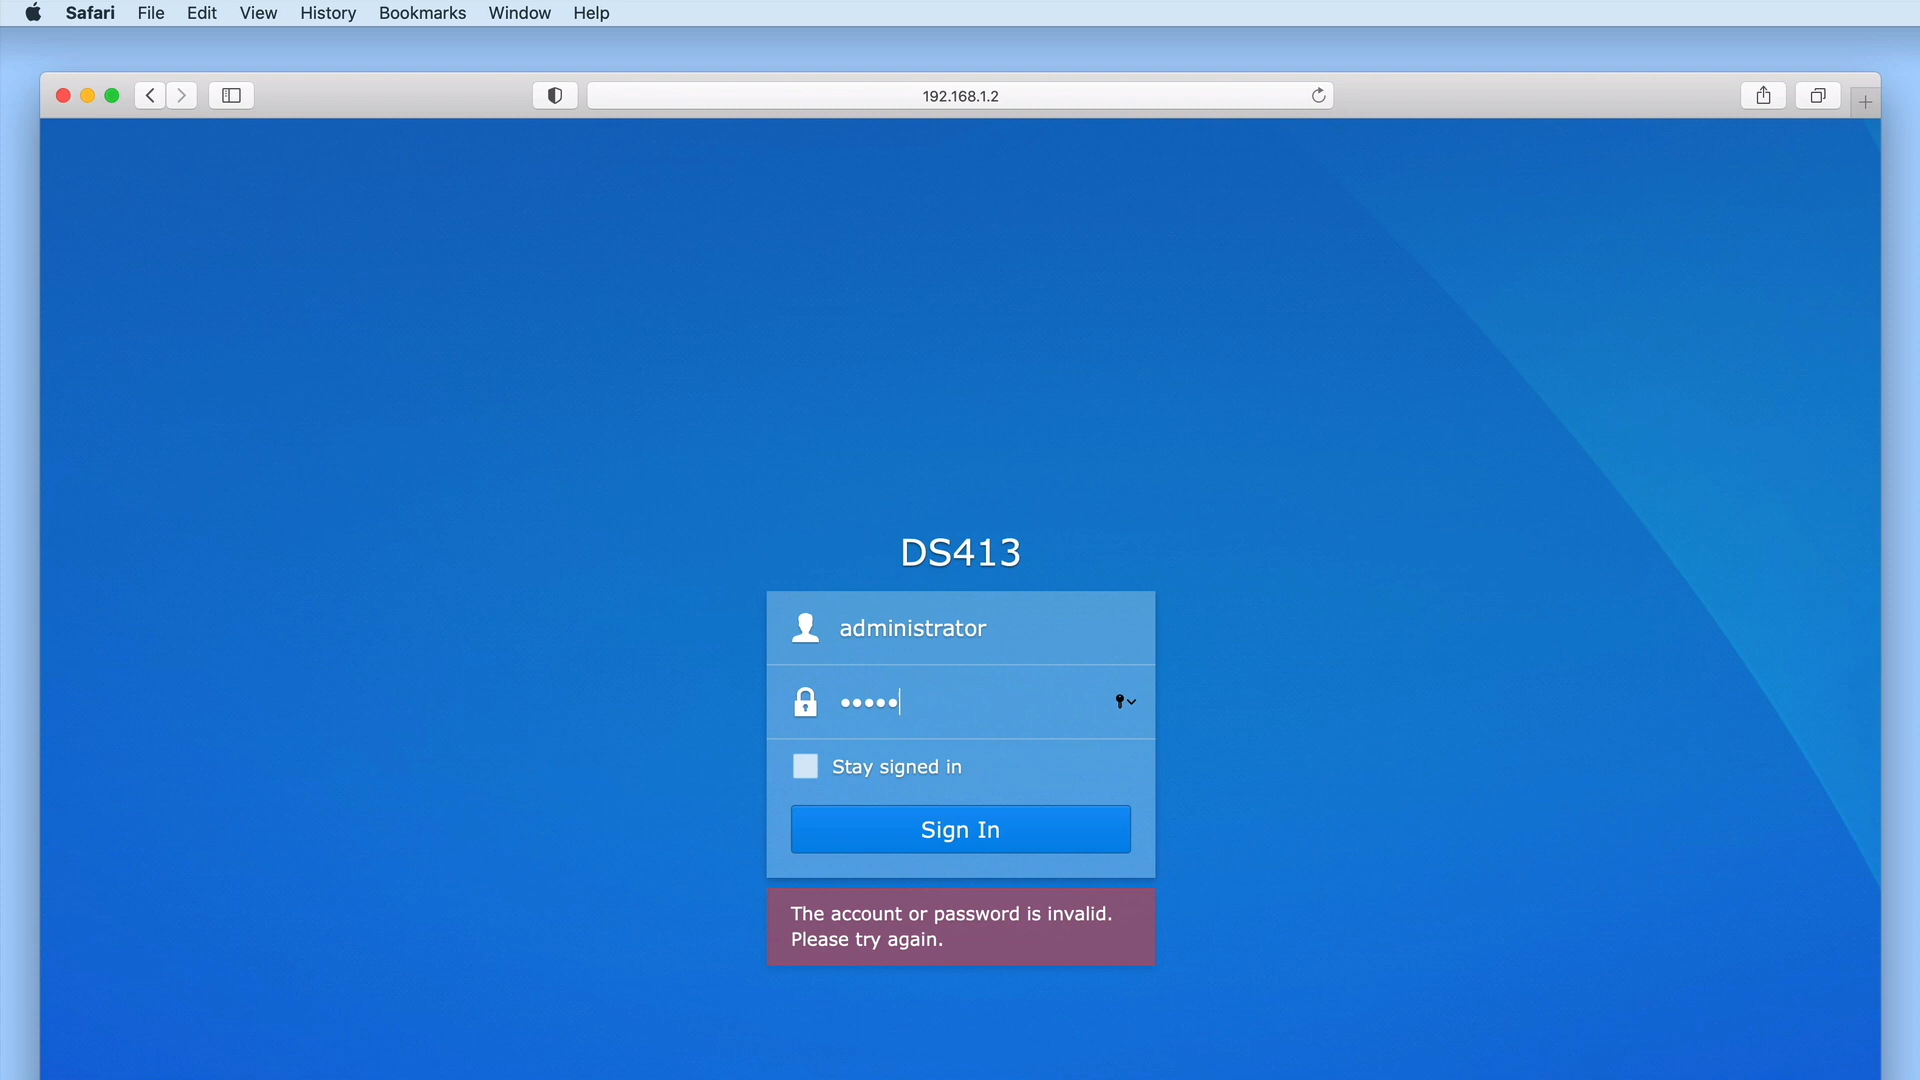 Safari File Edit View History Bookmarks Window Help
192.168.1.2
DS413
administrator
•••••
Stay signed in
Sign In
The account or password is invalid.
Please try again.